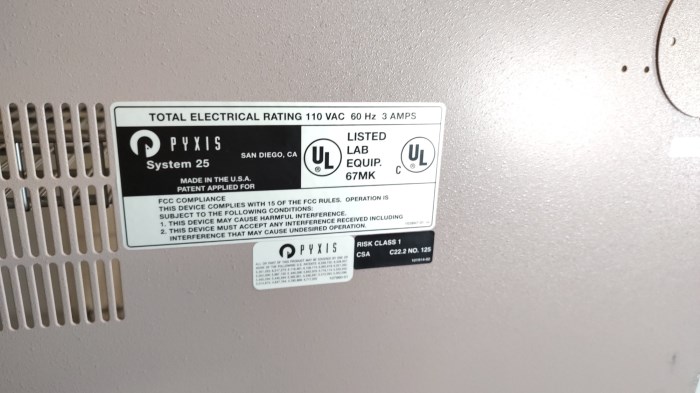 TOTAL ELECTRICAL RATING 110 VAC 60 Hz 3 AMPS
PYXIS
System 25
SAN DIEGO, CA
MADE IN THE U.S.A.
PATENT APPLIED FOR
UL
LISTED
LAB
EQUIP.
67MK
C UL
FCC COMPLIANCE
THIS DEVICE COMPLIES WITH 15 OF THE FCC RULES. OPERATION IS
SUBJECT TO THE FOLLOWING CONDITIONS:
1. THIS DEVICE MAY CAUSE HARMFUL INTERFERENCE.
2. THIS DEVICE MUST ACCEPT ANY INTERFERENCE RECEIVED INCLUDING
INTERFERENCE THAT MAY CAUSE UNDESIRED OPERATION.
PYXIS
RISK CLASS 1
CSA C22.2 NO. 125